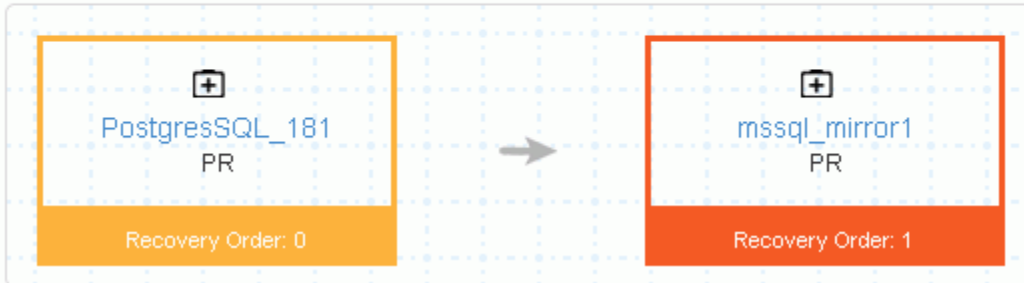 PostgresSQL_181
PR
Recovery Order: 0
mssql_mirror1
PR
Recovery Order: 1